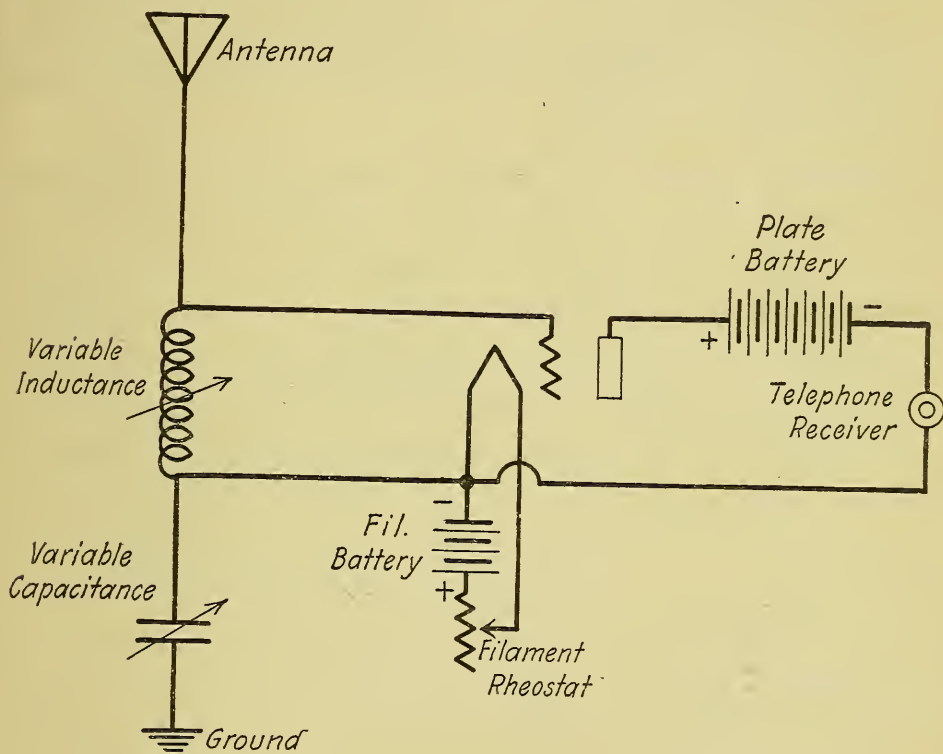 Antenna
Plate
Battery
+
-
Variable
Inductance
Telephone
Receiver
-
Fil.
Battery
+
Variable
Capacitance
Filament
Rheostat
Ground